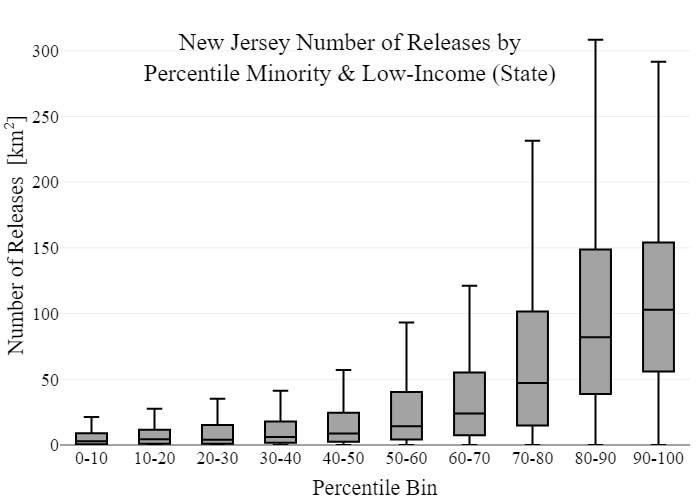 New Jersey Number of Releases by
Percentile Minority & Low-Income (State)
Number of Releases [km²]
300
250
200
150
100
50
0
0-10 10-20 20-30 30-40 40-50 50-60 60-70 70-80 80-90 90-100
Percentile Bin